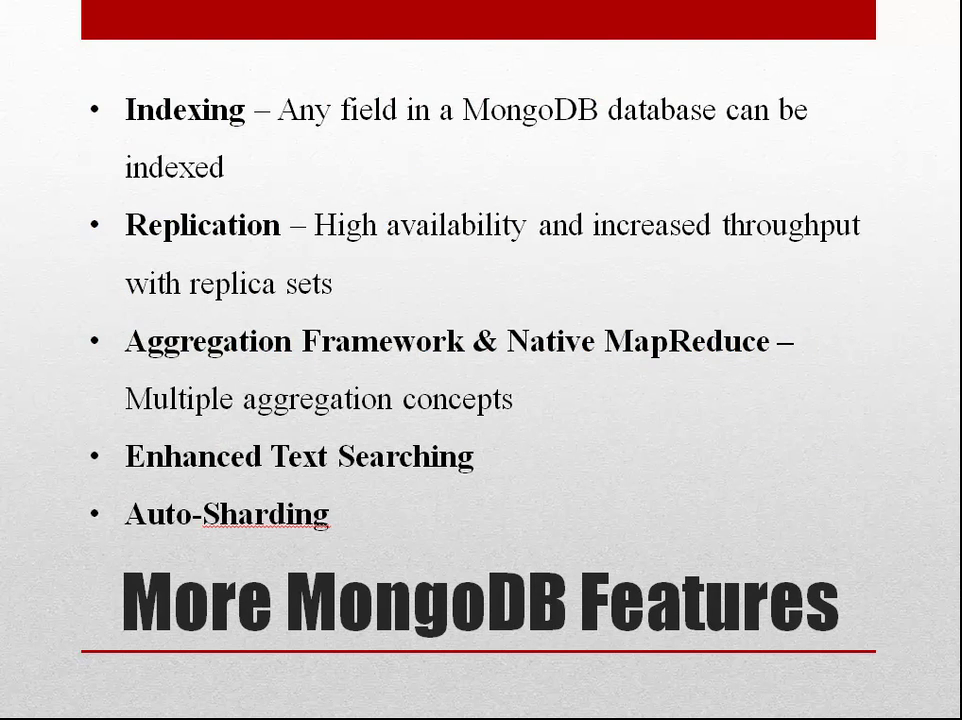 • Indexing – Any field in a MongoDB database can be
indexed
• Replication – High availability and increased throughput
with replica sets
• Aggregation Framework & Native MapReduce –
Multiple aggregation concepts
• Enhanced Text Searching
• Auto-Sharding
More MongoDB Features